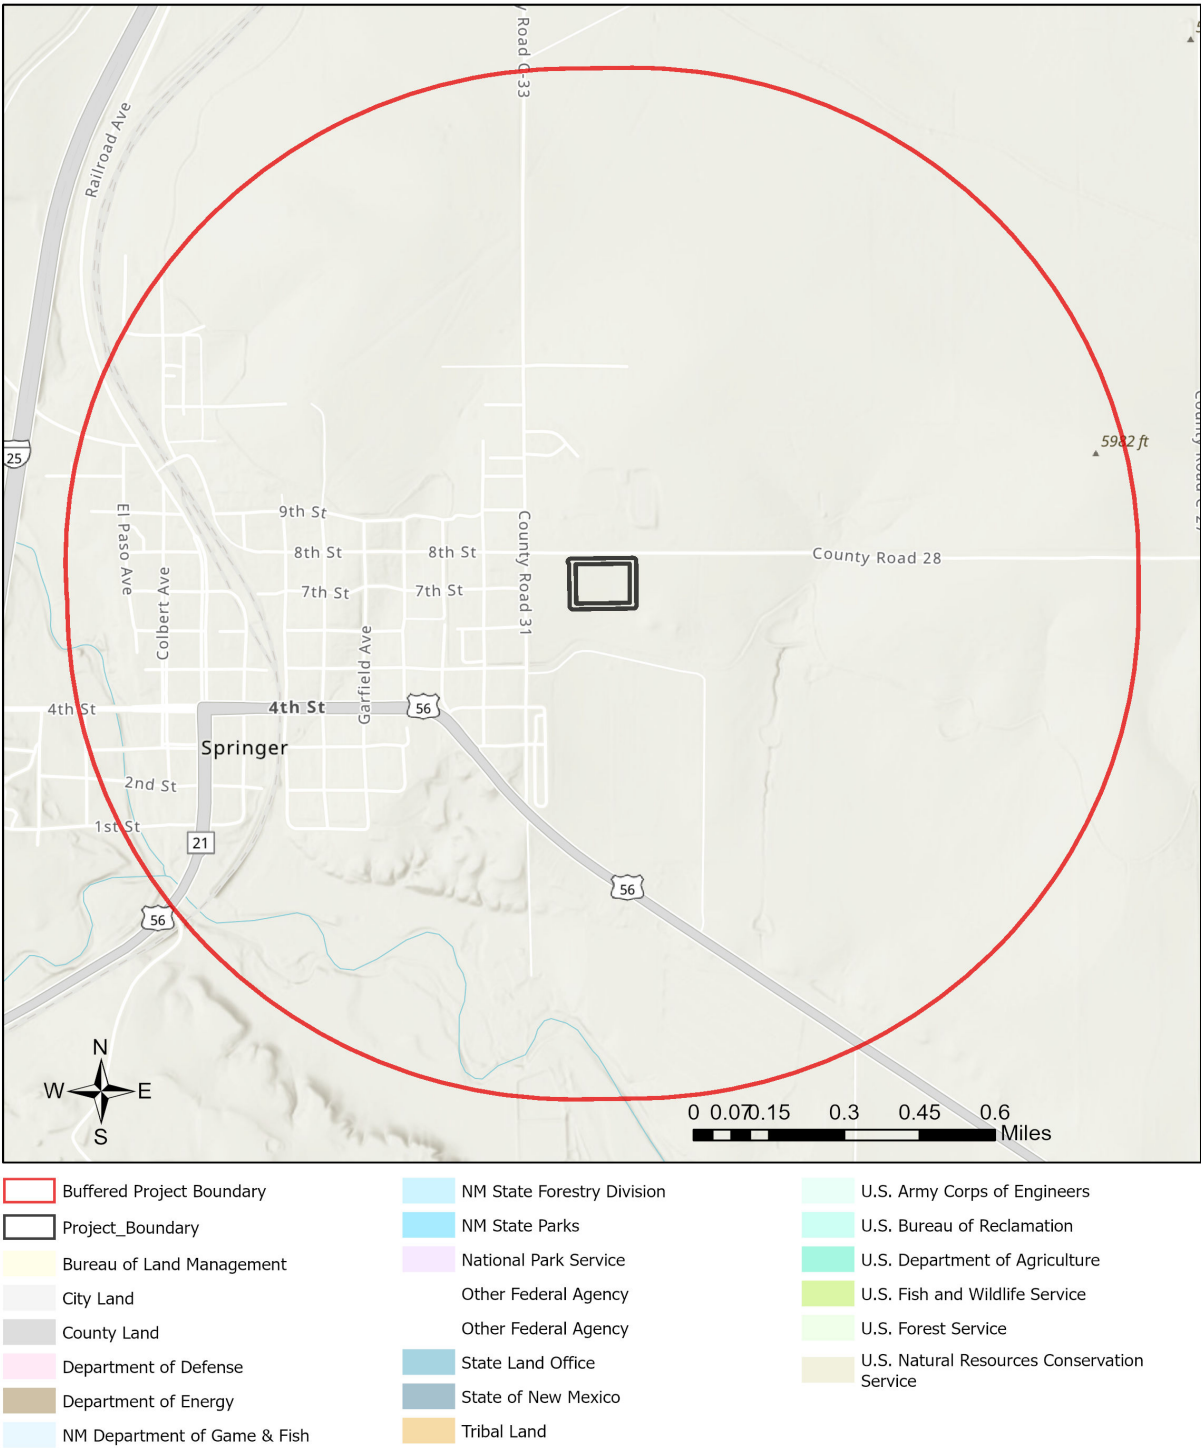 y Road C-33
Railroad Ave
25
5982 ft
9th St
El Paso Ave
8th St
8th St
County Road 31
County Road 28
Colbert Ave
7th St
7th St
Garfield Ave
4th St
4th St
56
Springer
2nd St
1st St
21
56
56
N
W
E
S
0 0.07 0.15 0.3 0.45 0.6
Miles
Buffered Project Boundary
Project_Boundary
Bureau of Land Management
City Land
County Land
Department of Defense
Department of Energy
NM Department of Game & Fish
NM State Forestry Division
NM State Parks
National Park Service
Other Federal Agency
Other Federal Agency
State Land Office
State of New Mexico
Tribal Land
U.S. Army Corps of Engineers
U.S. Bureau of Reclamation
U.S. Department of Agriculture
U.S. Fish and Wildlife Service
U.S. Forest Service
U.S. Natural Resources Conservation
Service